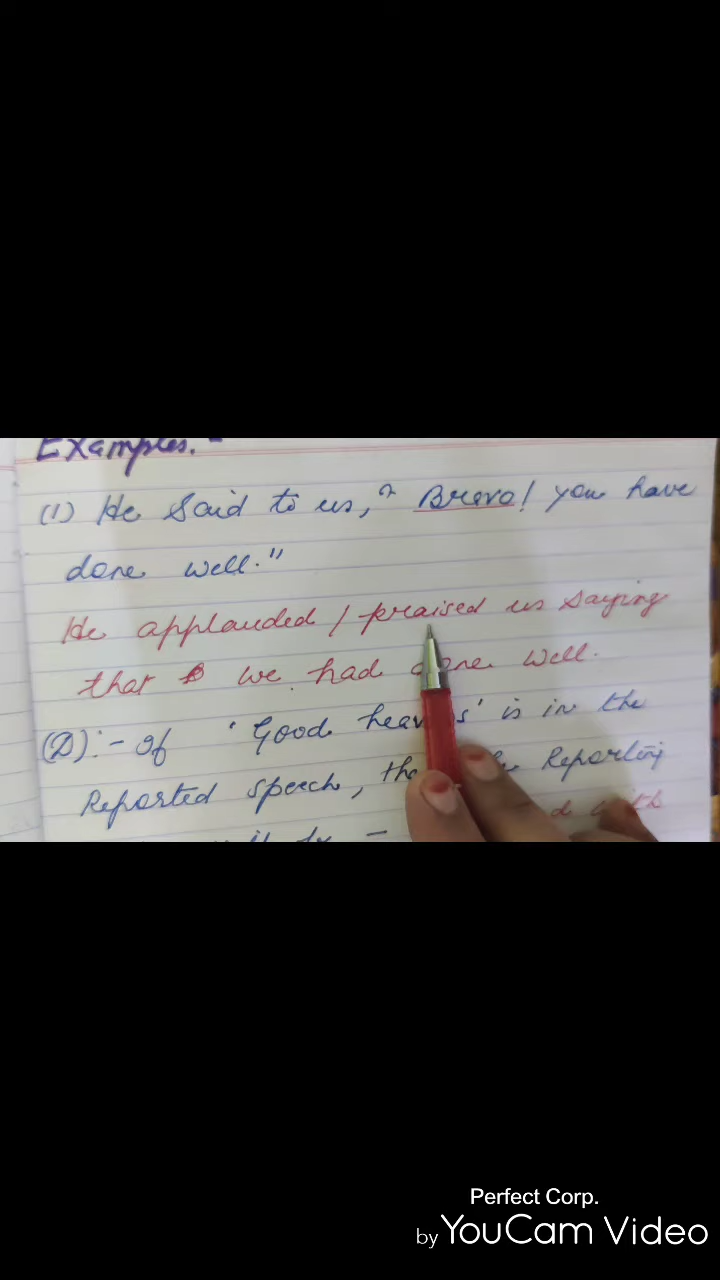 Examples.-
(1) He said to us, " Bravo! you have
done well."
He applauded / praised us saying
that we had done well.
(D):- If 'Good heav s' is in the
Reported speech, the Reporting
d with
Perfect Corp.
by YouCam Video